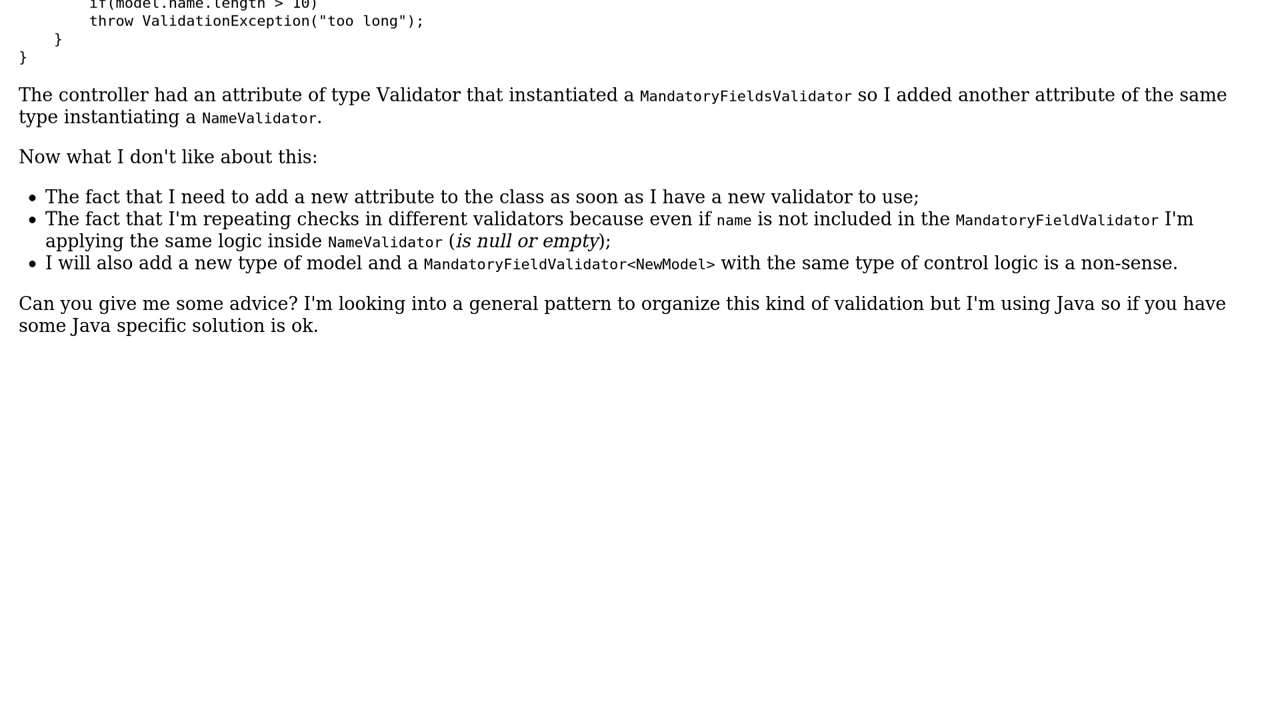 if(model.name.length > 10)
throw ValidationException("too long");
}
}
The controller had an attribute of type Validator that instantiated a MandatoryFieldsValidator so I added another attribute of the same
type instantiating a NameValidator.
Now what I don't like about this:
• The fact that I need to add a new attribute to the class as soon as I have a new validator to use;
• The fact that I'm repeating checks in different validators because even if name is not included in the MandatoryFieldValidator I'm
applying the same logic inside NameValidator (is null or empty);
• I will also add a new type of model and a MandatoryFieldValidator<NewModel> with the same type of control logic is a non-sense.
Can you give me some advice? I'm looking into a general pattern to organize this kind of validation but I'm using Java so if you have
some Java specific solution is ok.